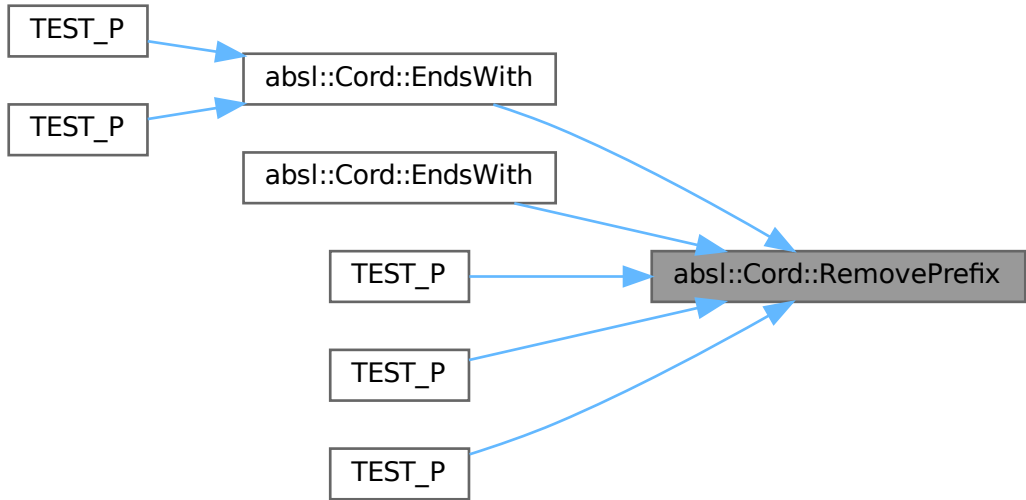 TEST_P
absl::Cord::EndsWith
TEST_P
absl::Cord::EndsWith
TEST_P
absl::Cord::RemovePrefix
TEST_P
TEST_P